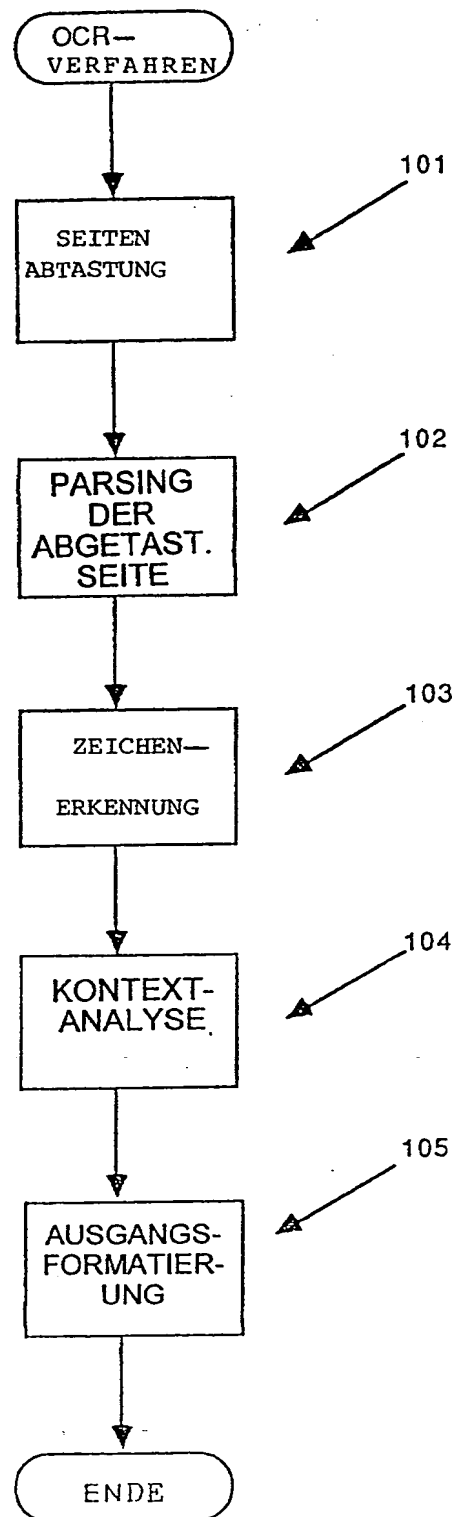 OCR—
VERFAHREN
101
SEITEN
ABTASTUNG
102
PARSING
DER
ABGETAST.
SEITE
103
ZEICHEN—
ERKENNUNG
104
KONTEXT-
ANALYSE
105
AUSGANGS-
FORMATIER-
UNG
ENDE